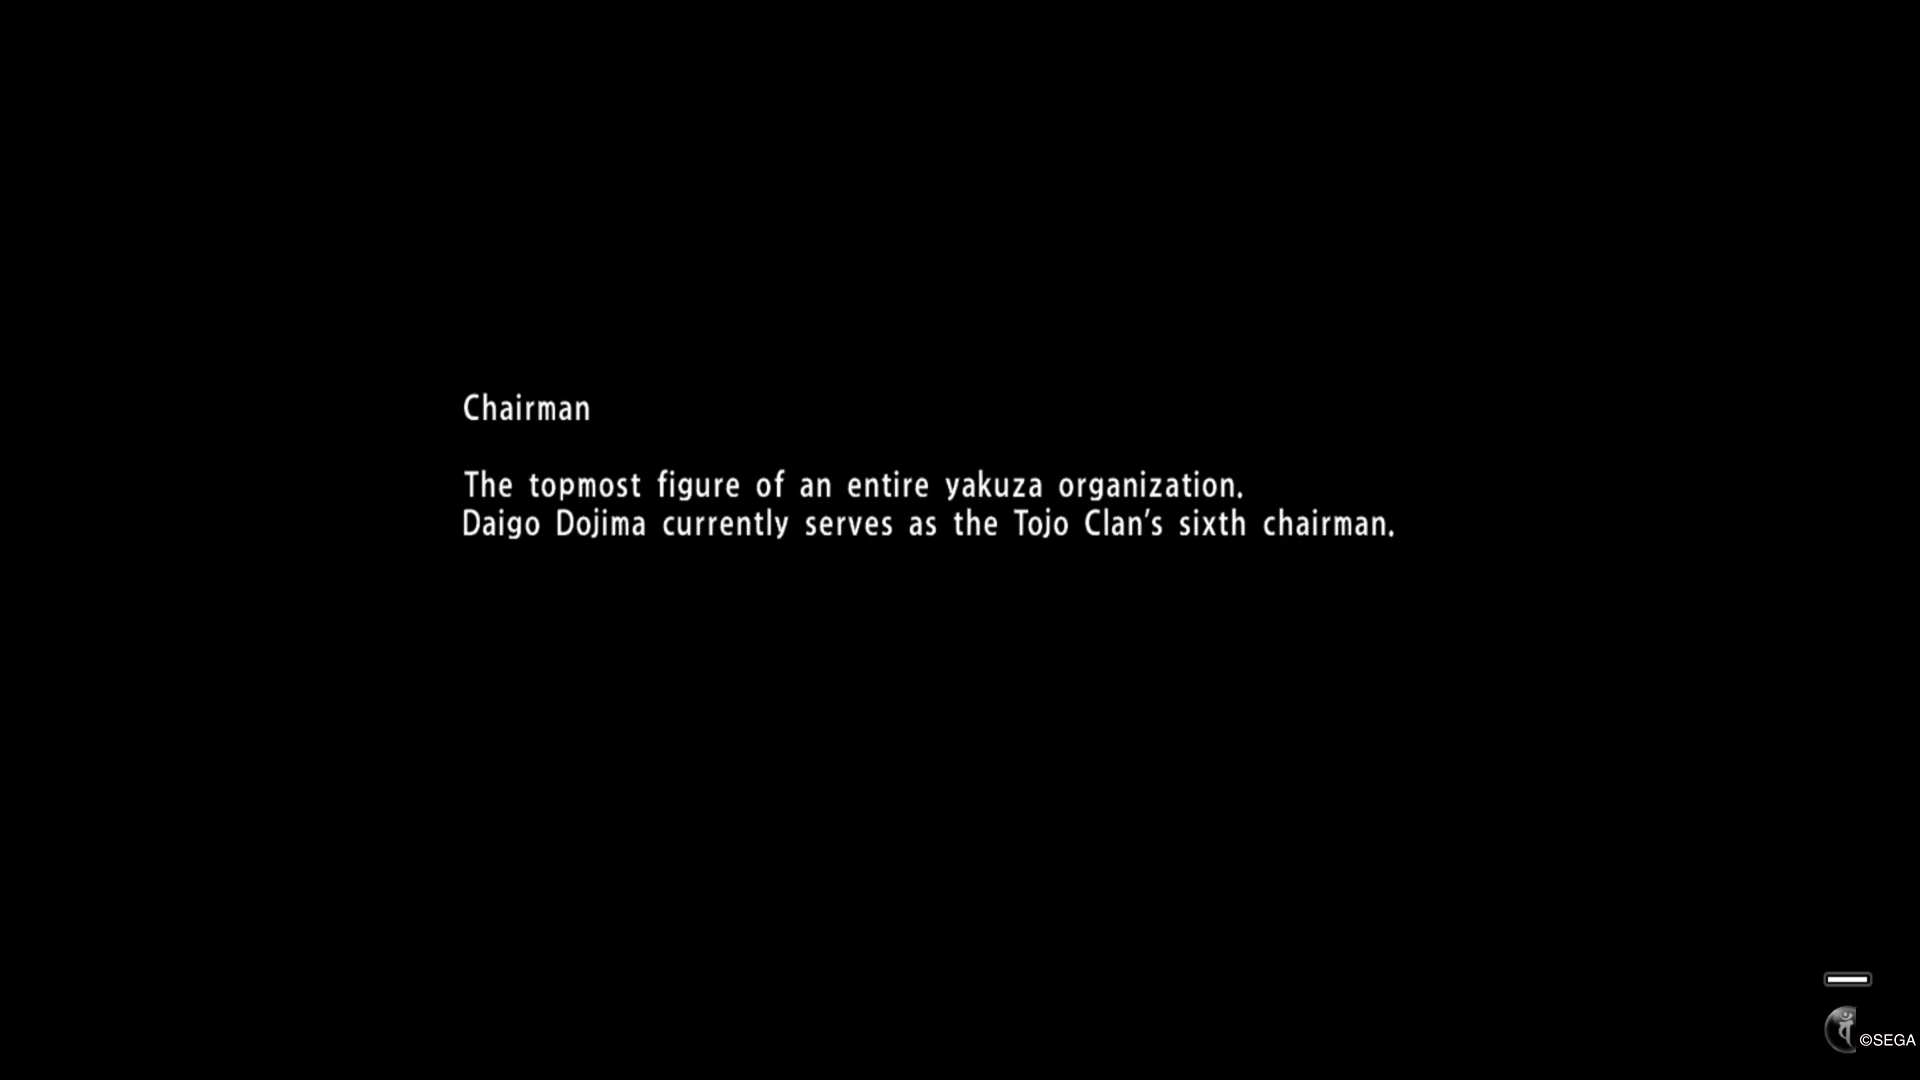 Chairman
The topmost figure of an entire yakuza organization.
Daigo Dojima currently serves as the Tojo Clan's sixth chairman.
©SEGA